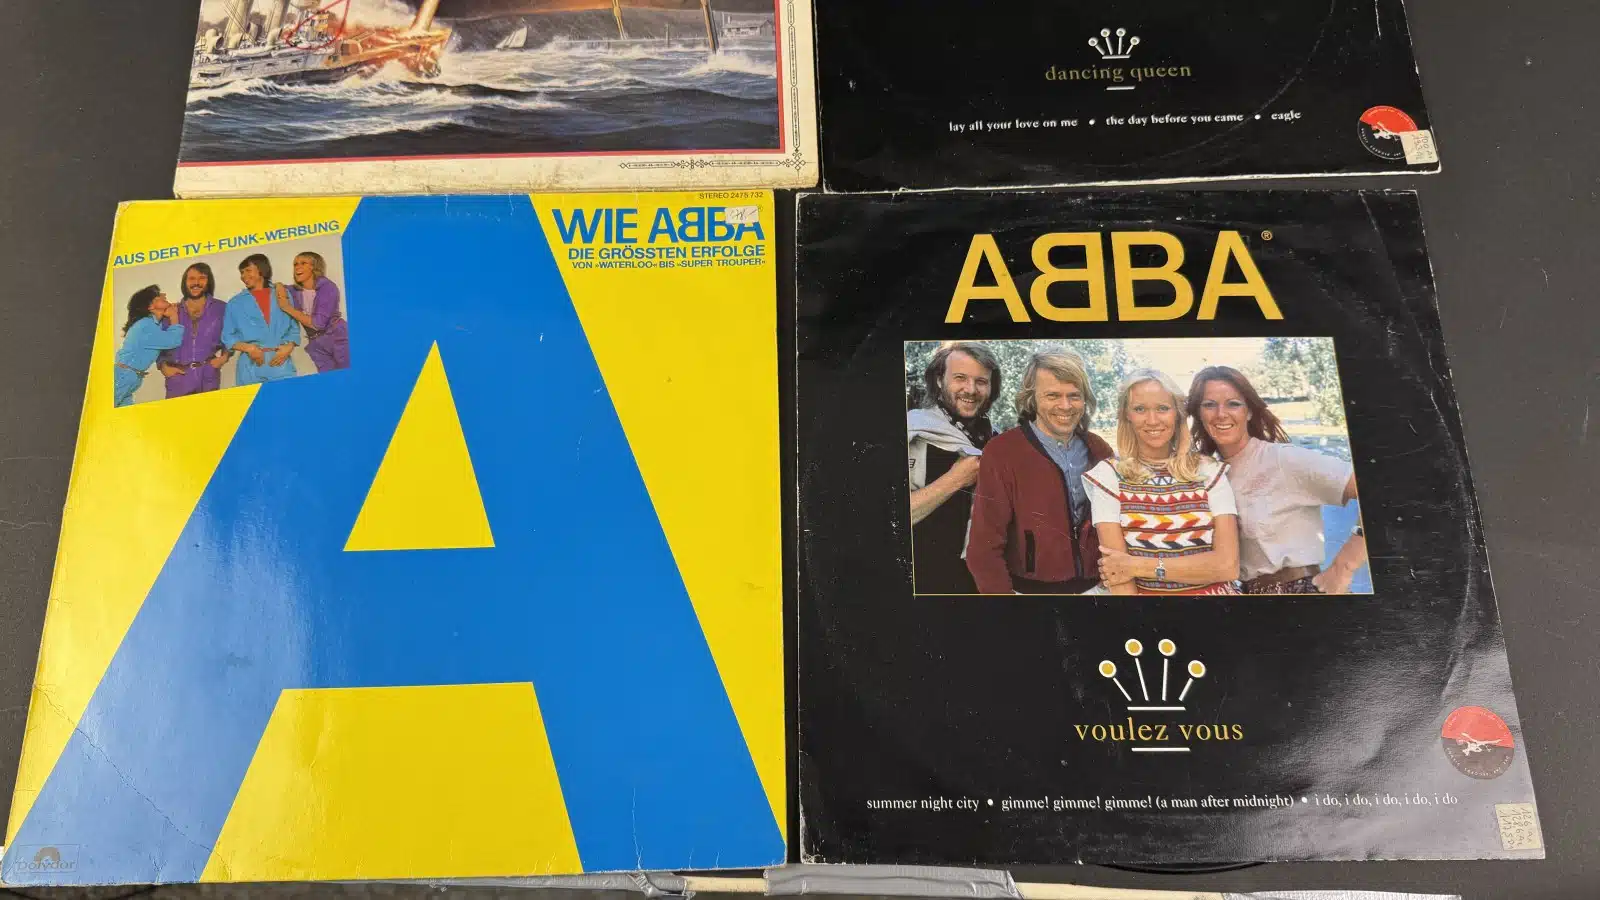 dancing queen
lay all your love on me • the day before you came • eagle
STEREO 2475 732
AUS DER TV + FUNK-WERBUNG
WIE ABBA
DIE GRÖSSTEN ERFOLGE
VON »WATERLOO« BIS »SUPER TROUPER«
polydor
ABBA®
voulez vous
summer night city • gimme! gimme! gimme! (a man after midnight) • i do, i do, i do, i do, i do